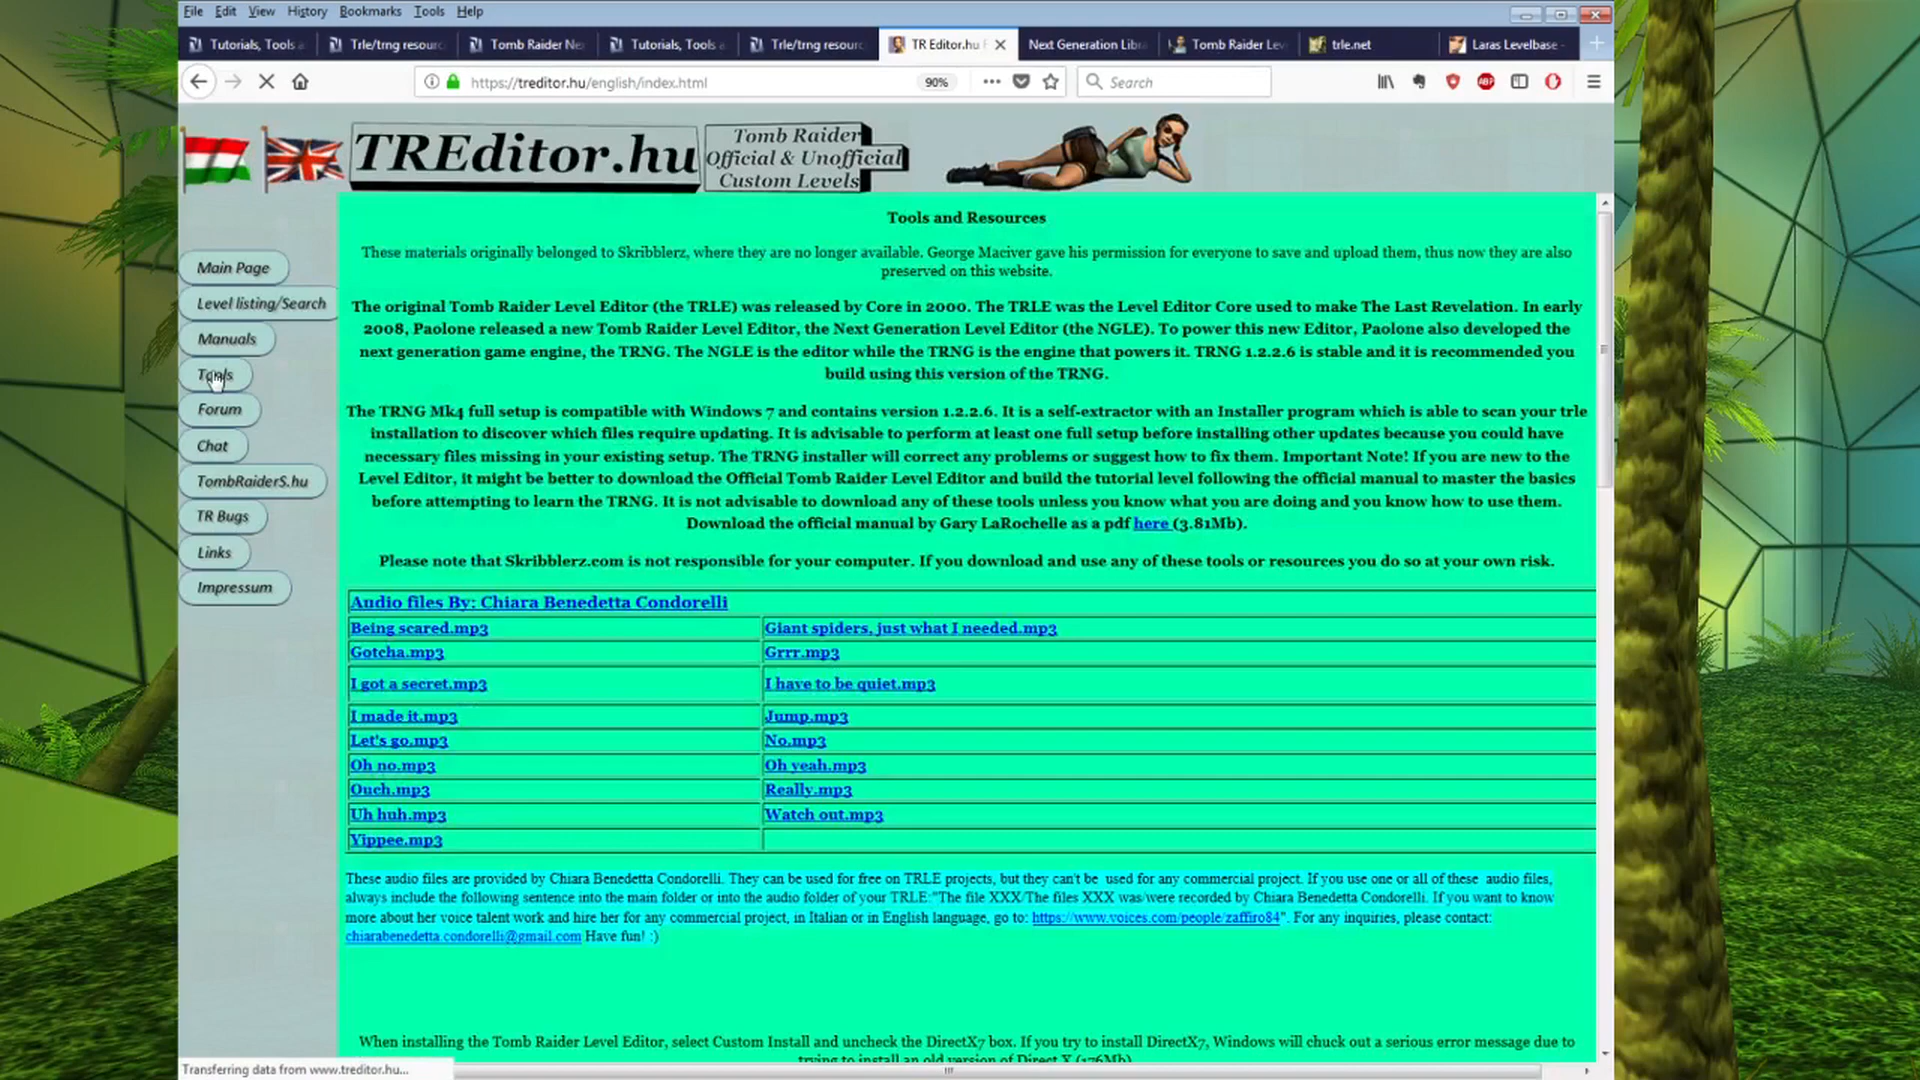 File Edit View History Bookmarks Tools Help
Tutorials, Tools a
Trle/trng resourc
Tomb Raider Ne
Tutorials, Tools a
Trle/trng resourc
TR Editor.hu
Next Generation Libr
Tomb Raider Lev
trle.net
Laras Levelbase -
https://treditor.hu/english/index.html
90%
Search
ABP
TREditor.hu
Tomb Raider
Official & Unofficial
Custom Levels
Main Page
Level listing/Search
Manuals
Tools
Forum
Chat
TombRaiderS.hu
TR Bugs
Links
Impressum
Tools and Resources
These materials originally belonged to Skribblerz, where they are no longer available. George Maciver gave his permission for everyone to save and upload them, thus now they are also
preserved on this website.
The original Tomb Raider Level Editor (the TRLE) was released by Core in 2000. The TRLE was the Level Editor Core used to make The Last Revelation. In early
2008, Paolone released a new Tomb Raider Level Editor, the Next Generation Level Editor (the NGLE). To power this new Editor, Paolone also developed the
next generation game engine, the TRNG. The NGLE is the editor while the TRNG is the engine that powers it. TRNG 1.2.2.6 is stable and it is recommended you
build using this version of the TRNG.
The TRNG Mk4 full setup is compatible with Windows 7 and contains version 1.2.2.6. It is a self-extractor with an Installer program which is able to scan your trle
installation to discover which files require updating. It is advisable to perform at least one full setup before installing other updates because you could have
necessary files missing in your existing setup. The TRNG installer will correct any problems or suggest how to fix them. Important Note! If you are new to the
Level Editor, it might be better to download the Official Tomb Raider Level Editor and build the tutorial level following the official manual to master the basics
before attempting to learn the TRNG. It is not advisable to download any of these tools unless you know what you are doing and you know how to use them.
Download the official manual by Gary LaRochelle as a pdf here (3.81Mb).
Please note that Skribblerz.com is not responsible for your computer. If you download and use any of these tools or resources you do so at your own risk.
Audio files By: Chiara Benedetta Condorelli
Being scared.mp3 Giant spiders, just what I needed.mp3
Gotcha.mp3 Grrr.mp3
I got a secret.mp3 I have to be quiet.mp3
I made it.mp3 Jump.mp3
Let's go.mp3 No.mp3
Oh no.mp3 Oh yeah.mp3
Ouch.mp3 Really.mp3
Uh huh.mp3 Watch out.mp3
Yippee.mp3
These audio files are provided by Chiara Benedetta Condorelli. They can be used for free on TRLE projects, but they can't be used for any commercial project. If you use one or all of these audio files,
always include the following sentence into the main folder or into the audio folder of your TRLE:"The file XXX/The files XXX was/were recorded by Chiara Benedetta Condorelli. If you want to know
more about her voice talent work and hire her for any commercial project, in Italian or in English language, go to: https://www.voices.com/people/zaffiro84". For any inquiries, please contact:
chiarabenedetta.condorelli@gmail.com Have fun! :)
When installing the Tomb Raider Level Editor, select Custom Install and uncheck the DirectX7 box. If you try to install DirectX7, Windows will chuck out a serious error message due to
trying to install an old version of Direct X (176Mb)
Transferring data from www.treditor.hu...